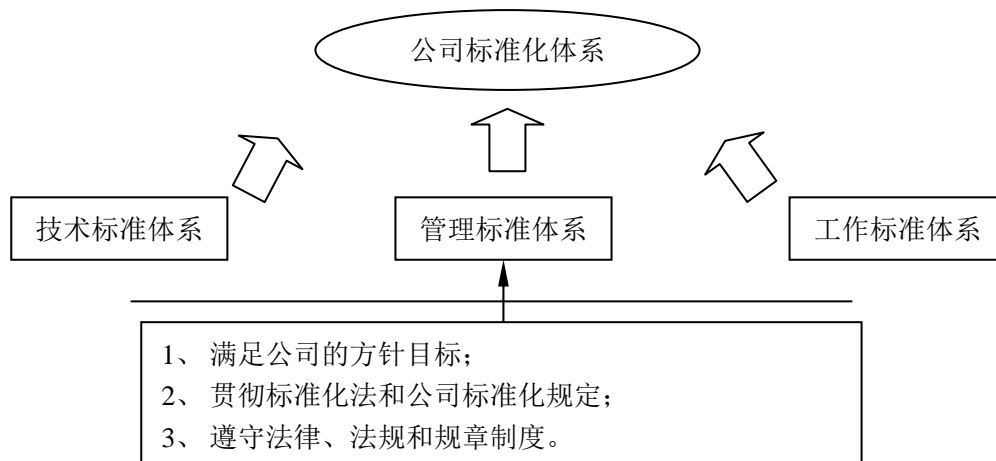 公司标准化体系
技术标准体系
管理标准体系
工作标准体系
1、 满足公司的方针目标；
2、 贯彻标准化法和公司标准化规定；
3、 遵守法律、法规和规章制度。